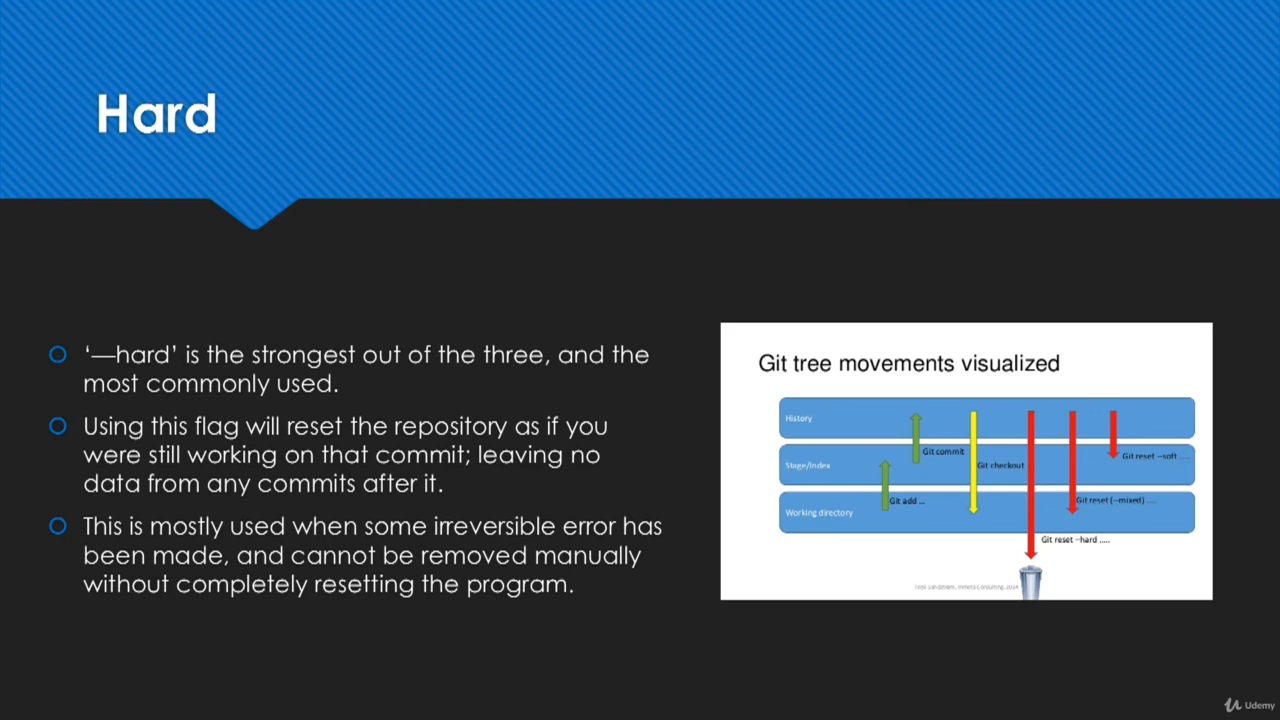 Hard
‘—hard’ is the strongest out of the three, and the
most commonly used.
Using this flag will reset the repository as if you
were still working on that commit; leaving no
data from any commits after it.
This is mostly used when some irreversible error has
been made, and cannot be removed manually
without completely resetting the program.
Git tree movements visualized
History
Git commit
Git reset –soft ....
Stage/Index
Git checkout
Git add ...
Git reset (–mixed) ....
Working directory
Git reset –hard .....
2014
Udemy